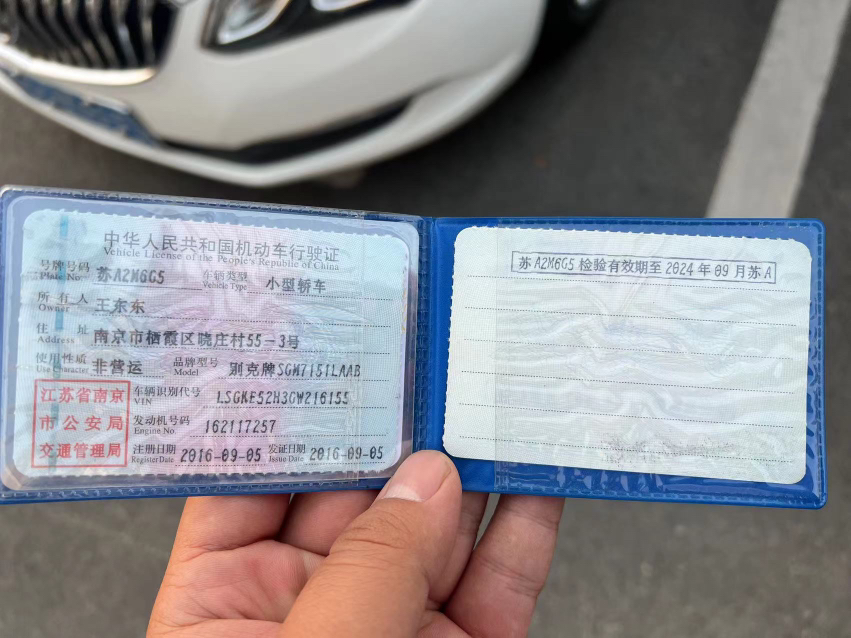 中华人民共和国机动车行驶证
Vehicle License of the People's Republic of China
号牌号码 苏A2M6G5 车辆类型 小型轿车
Plate No. Vehicle Type
所有人 王东东
Owner
住址 南京市栖霞区晓庄村55-3号
Address
使用性质 非营运 品牌型号 别克牌SGM7151LAAB
Use Character Model
江苏省南京市公安局交通管理局
车辆识别代号 LSGKE52H3GW216155
VIN
发动机号码 162117257
Engine No.
注册日期 2016-09-05 发证日期 2016-09-05
Register Date Issue Date
苏A2M6G5检验有效期至2024年09月苏A